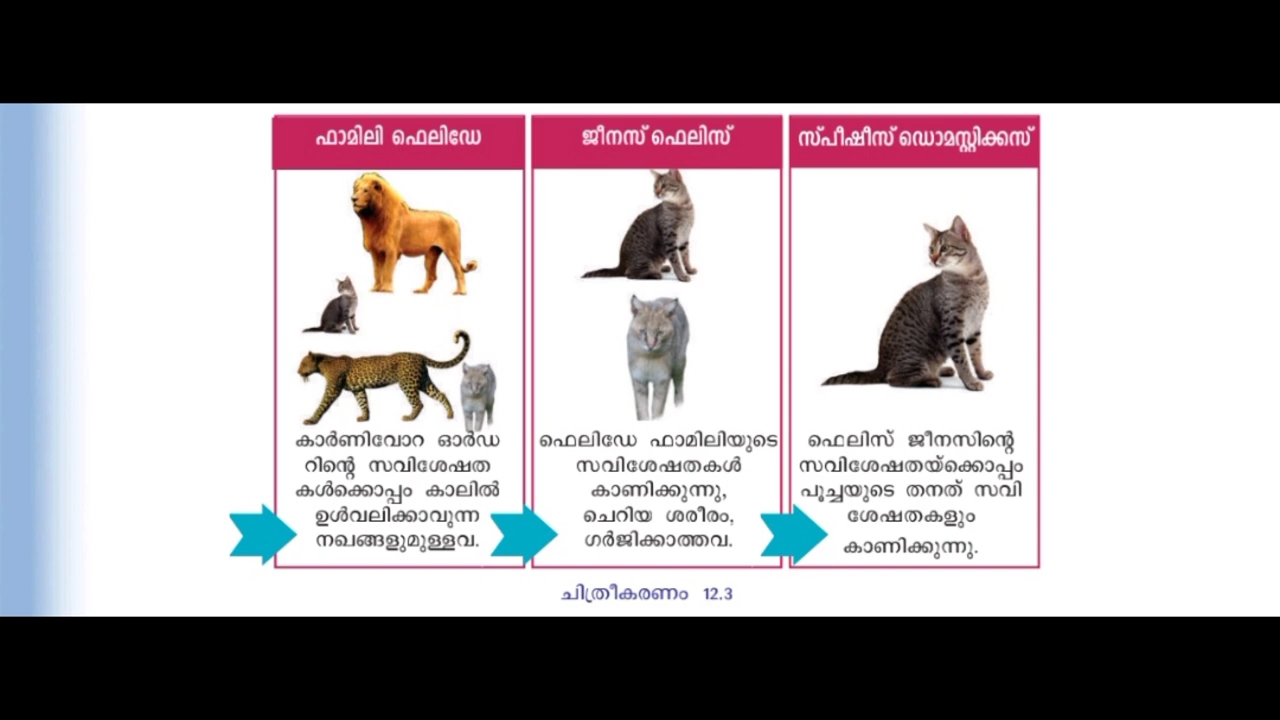 ഫാമിലി ഫെലിഡേ
കാർണിവോറ ഓർഡ
റിന്റെ സവിശേഷത
കൾക്കൊപ്പം കാലിൽ
ഉൾവലിക്കാവുന്ന
നഖങ്ങളുമുള്ളവ.
ജീനസ് ഫെലിസ്
ഫെലിഡേ ഫാമിലിയുടെ
സവിശേഷതകൾ
കാണിക്കുന്നു,
ചെറിയ ശരീരം,
ഗർജിക്കാത്തവ.
സ്പീഷീസ് ഡൊമസ്റ്റിക്കസ്
ഫെലിസ് ജീനസിന്റെ
സവിശേഷതയ്ക്കൊപ്പം
പൂച്ചയുടെ തനത് സവി
ശേഷതകളും
കാണിക്കുന്നു.
ചിത്രീകരണം 12.3